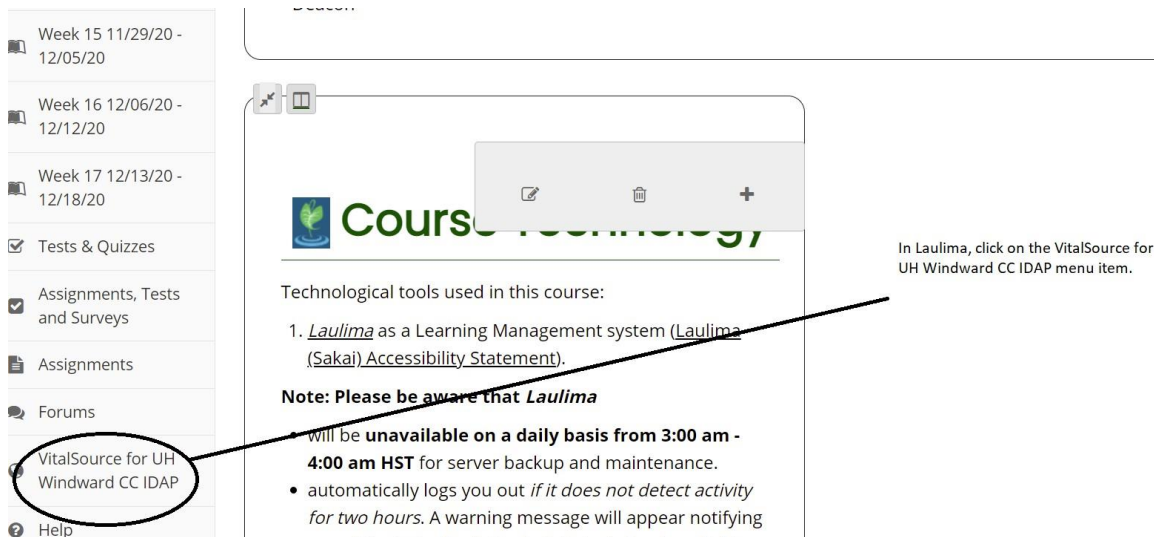 Week 15 11/29/20 -
12/05/20
Week 16 12/06/20 -
12/12/20
Week 17 12/13/20 -
12/18/20
Tests & Quizzes
Assignments, Tests
and Surveys
Assignments
Forums
VitalSource for UH
Windward CC IDAP
Help
Deacon
Course Technology
Technological tools used in this course:
1. Laulima as a Learning Management system (Laulima
(Sakai) Accessibility Statement).
Note: Please be aware that Laulima
• will be unavailable on a daily basis from 3:00 am -
4:00 am HST for server backup and maintenance.
• automatically logs you out if it does not detect activity
for two hours. A warning message will appear notifying
In Laulima, click on the VitalSource for
UH Windward CC IDAP menu item.